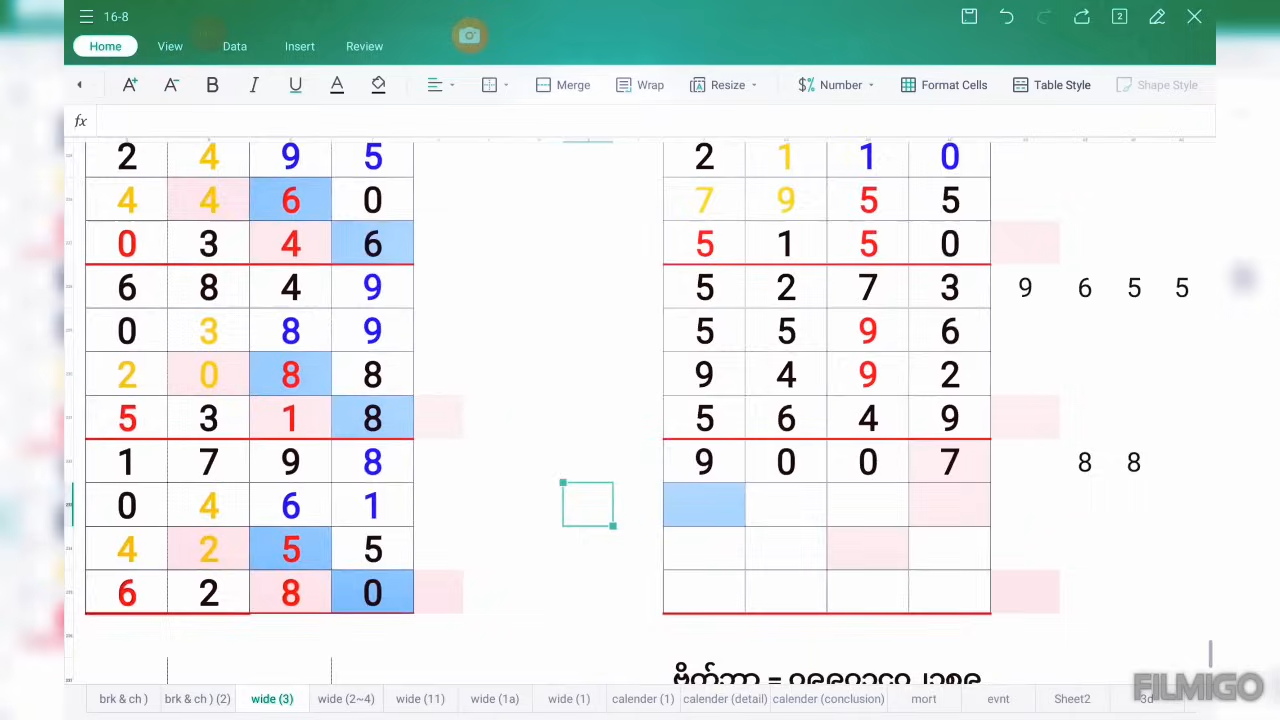 16-8
2
Home View Data Insert Review
A+ A- B I U A Merge Wrap Resize $% Number Format Cells Table Style Shape Style
fx
2 4 9 5 2 1 1 0
4 4 6 0 7 9 5 5
0 3 4 6 5 1 5 0
6 8 4 9 5 2 7 3 9 6 5 5
0 3 8 9 5 5 9 6
2 0 8 8 9 4 9 2
5 3 1 8 5 6 4 9
1 7 9 8 9 0 0 7 8 8
0 4 6 1
4 2 5 5
6 2 8 0
brk & ch ) brk & ch ) (2) wide (3) wide (2~4) wide (11) wide (1a) wide (1) calender (1) calender (detail) calender (conclusion) mort evnt Sheet2 3d
FILMIGO